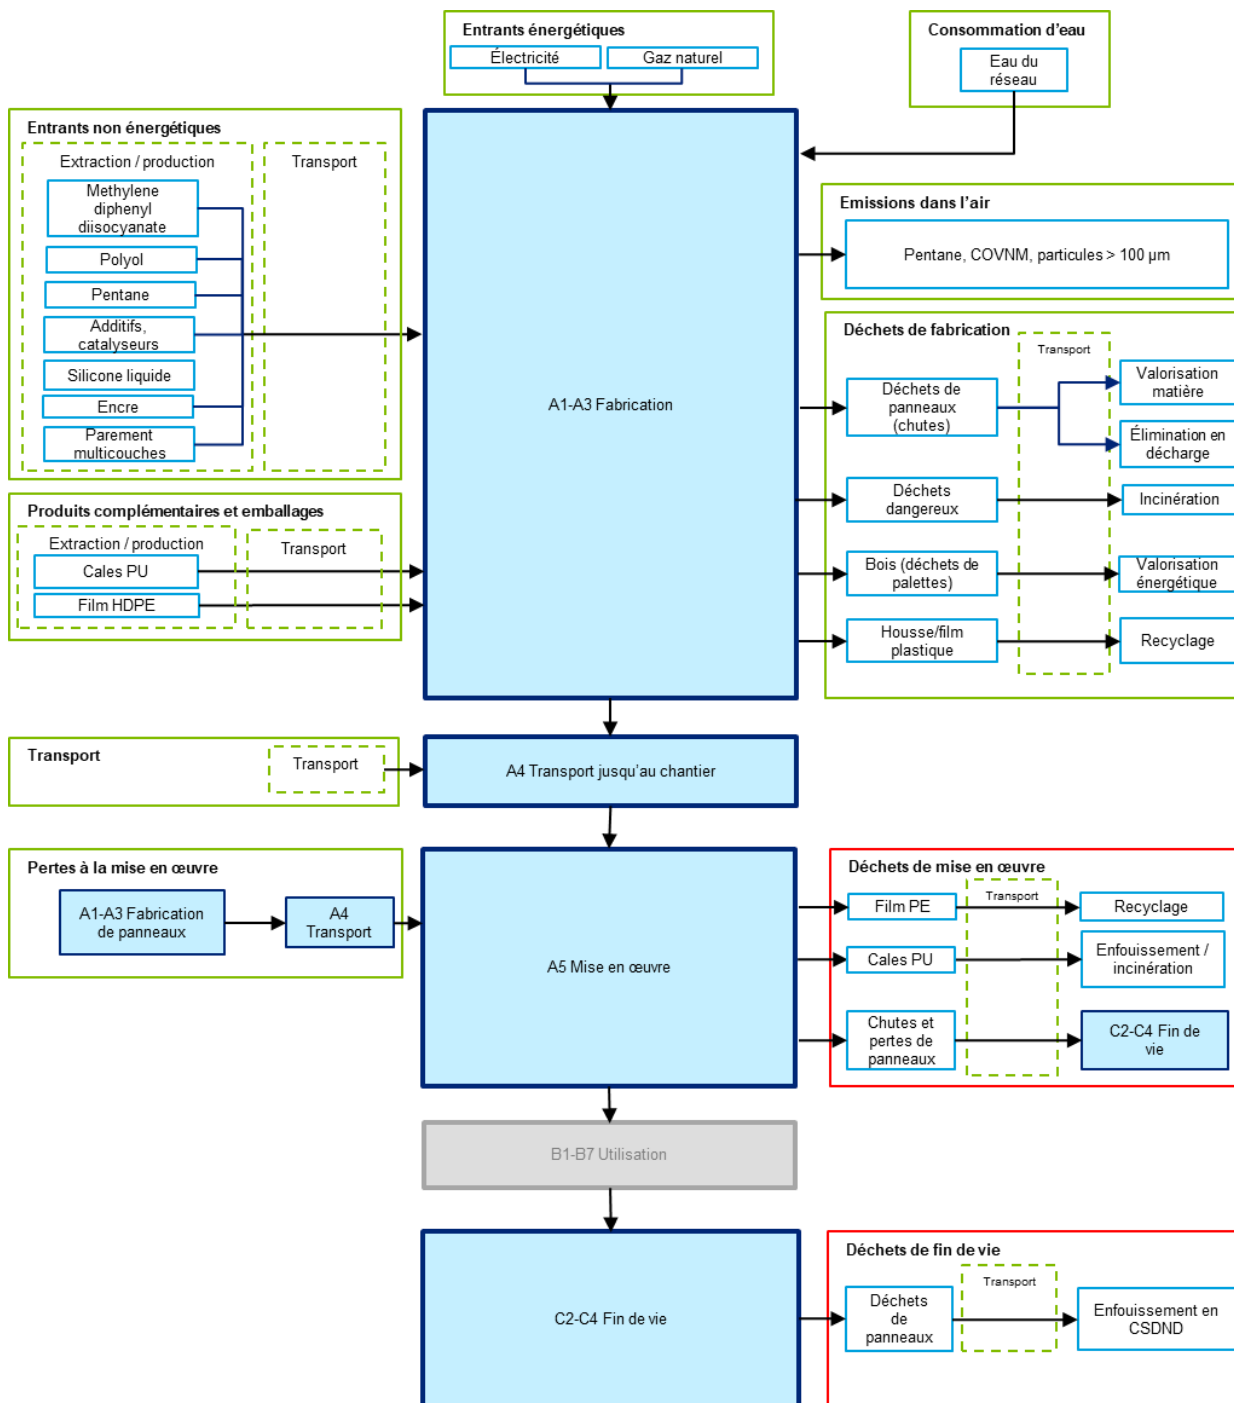 Entrants énergétiques
Électricité
Gaz naturel
Consommation d'eau
Eau du
réseau
Entrants non énergétiques
Extraction / production
Transport
Methylene
diphenyl
diisocyanate
Polyol
Pentane
Additifs,
catalyseurs
Silicone liquide
Encre
Parement
multicouches
Produits complémentaires et emballages
Extraction / production
Transport
Cales PU
Film HDPE
A1-A3 Fabrication
Emissions dans l'air
Pentane, COVNM, particules > 100 µm
Déchets de fabrication
Transport
Déchets de
panneaux
(chutes)
Valorisation
matière
Élimination en
décharge
Déchets
dangereux
Incinération
Bois (déchets de
palettes)
Valorisation
énergétique
Housse/film
plastique
Recyclage
Transport
Transport
A4 Transport jusqu'au chantier
Pertes à la mise en œuvre
A1-A3 Fabrication
de panneaux
A4
Transport
A5 Mise en œuvre
Déchets de mise en œuvre
Transport
Film PE
Recyclage
Cales PU
Enfouissement /
incinération
Chutes et
pertes de
panneaux
C2-C4 Fin de
vie
B1-B7 Utilisation
C2-C4 Fin de vie
Déchets de fin de vie
Transport
Déchets
de
panneaux
Enfouissement en
CSDND